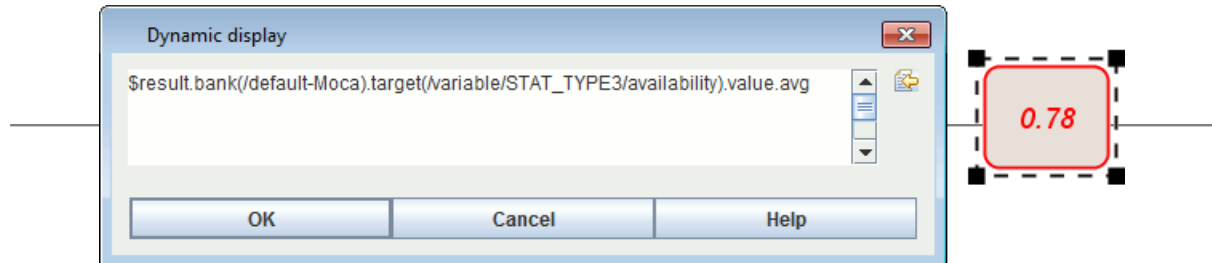 Dynamic display
$result.bank(/default-Moca).target(/variable/STAT_TYPE3/availability).value.avg
0.78
OK Cancel Help